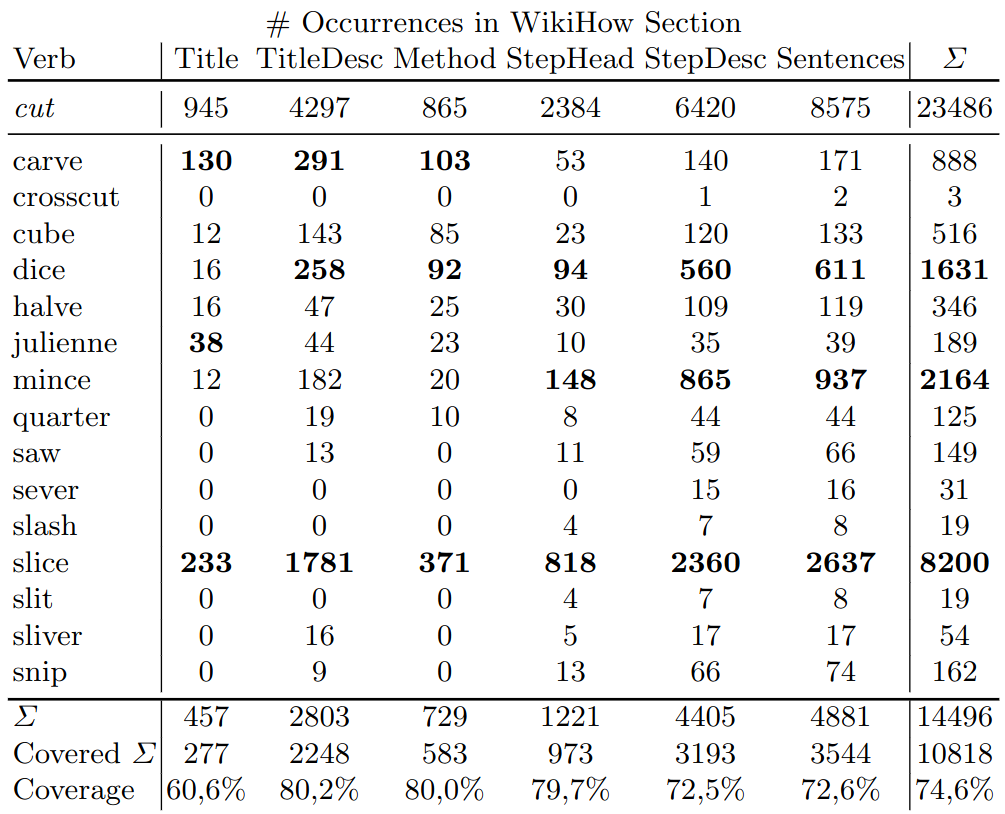 # Occurrences in WikiHow Section
Verb Title TitleDesc Method StepHead StepDesc Sentences Σ
cut 945 4297 865 2384 6420 8575 23486
carve 130 291 103 53 140 171 888
crosscut 0 0 0 0 1 2 3
cube 12 143 85 23 120 133 516
dice 16 258 92 94 560 611 1631
halve 16 47 25 30 109 119 346
julienne 38 44 23 10 35 39 189
mince 12 182 20 148 865 937 2164
quarter 0 19 10 8 44 44 125
saw 0 13 0 11 59 66 149
sever 0 0 0 0 15 16 31
slash 0 0 0 4 7 8 19
slice 233 1781 371 818 2360 2637 8200
slit 0 0 0 4 7 8 19
sliver 0 16 0 5 17 17 54
snip 0 9 0 13 66 74 162
Σ 457 2803 729 1221 4405 4881 14496
Covered Σ 277 2248 583 973 3193 3544 10818
Coverage 60,6% 80,2% 80,0% 79,7% 72,5% 72,6% 74,6%